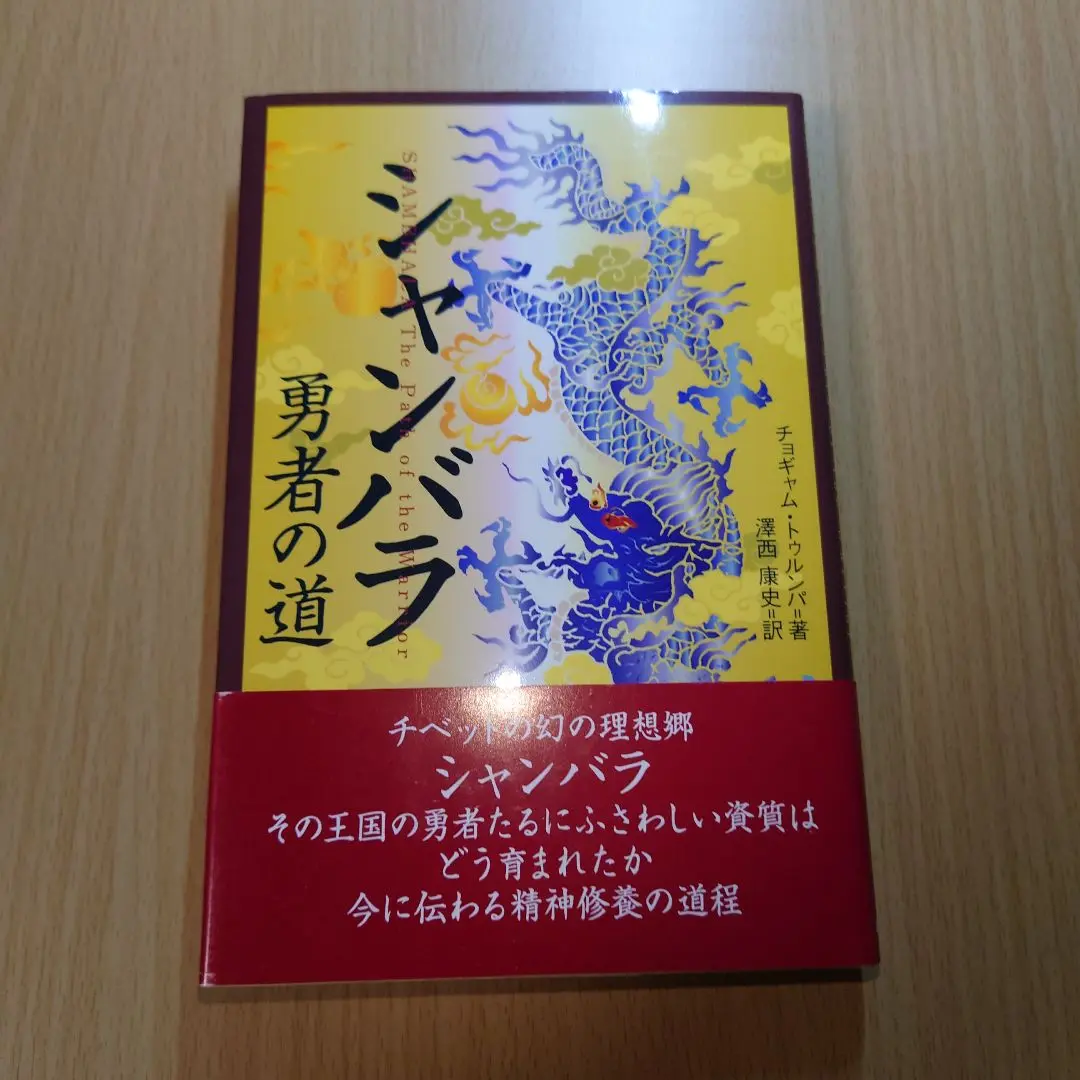 シャンバラ
SHAMBHALA The Path of the Warrior
勇者の道
チョギャム・トゥルンパ=著
澤西 康史=訳
チベットの幻の理想郷
シャンバラ
その王国の勇者たるにふさわしい資質は
どう育まれたか
今に伝わる精神修養の道程